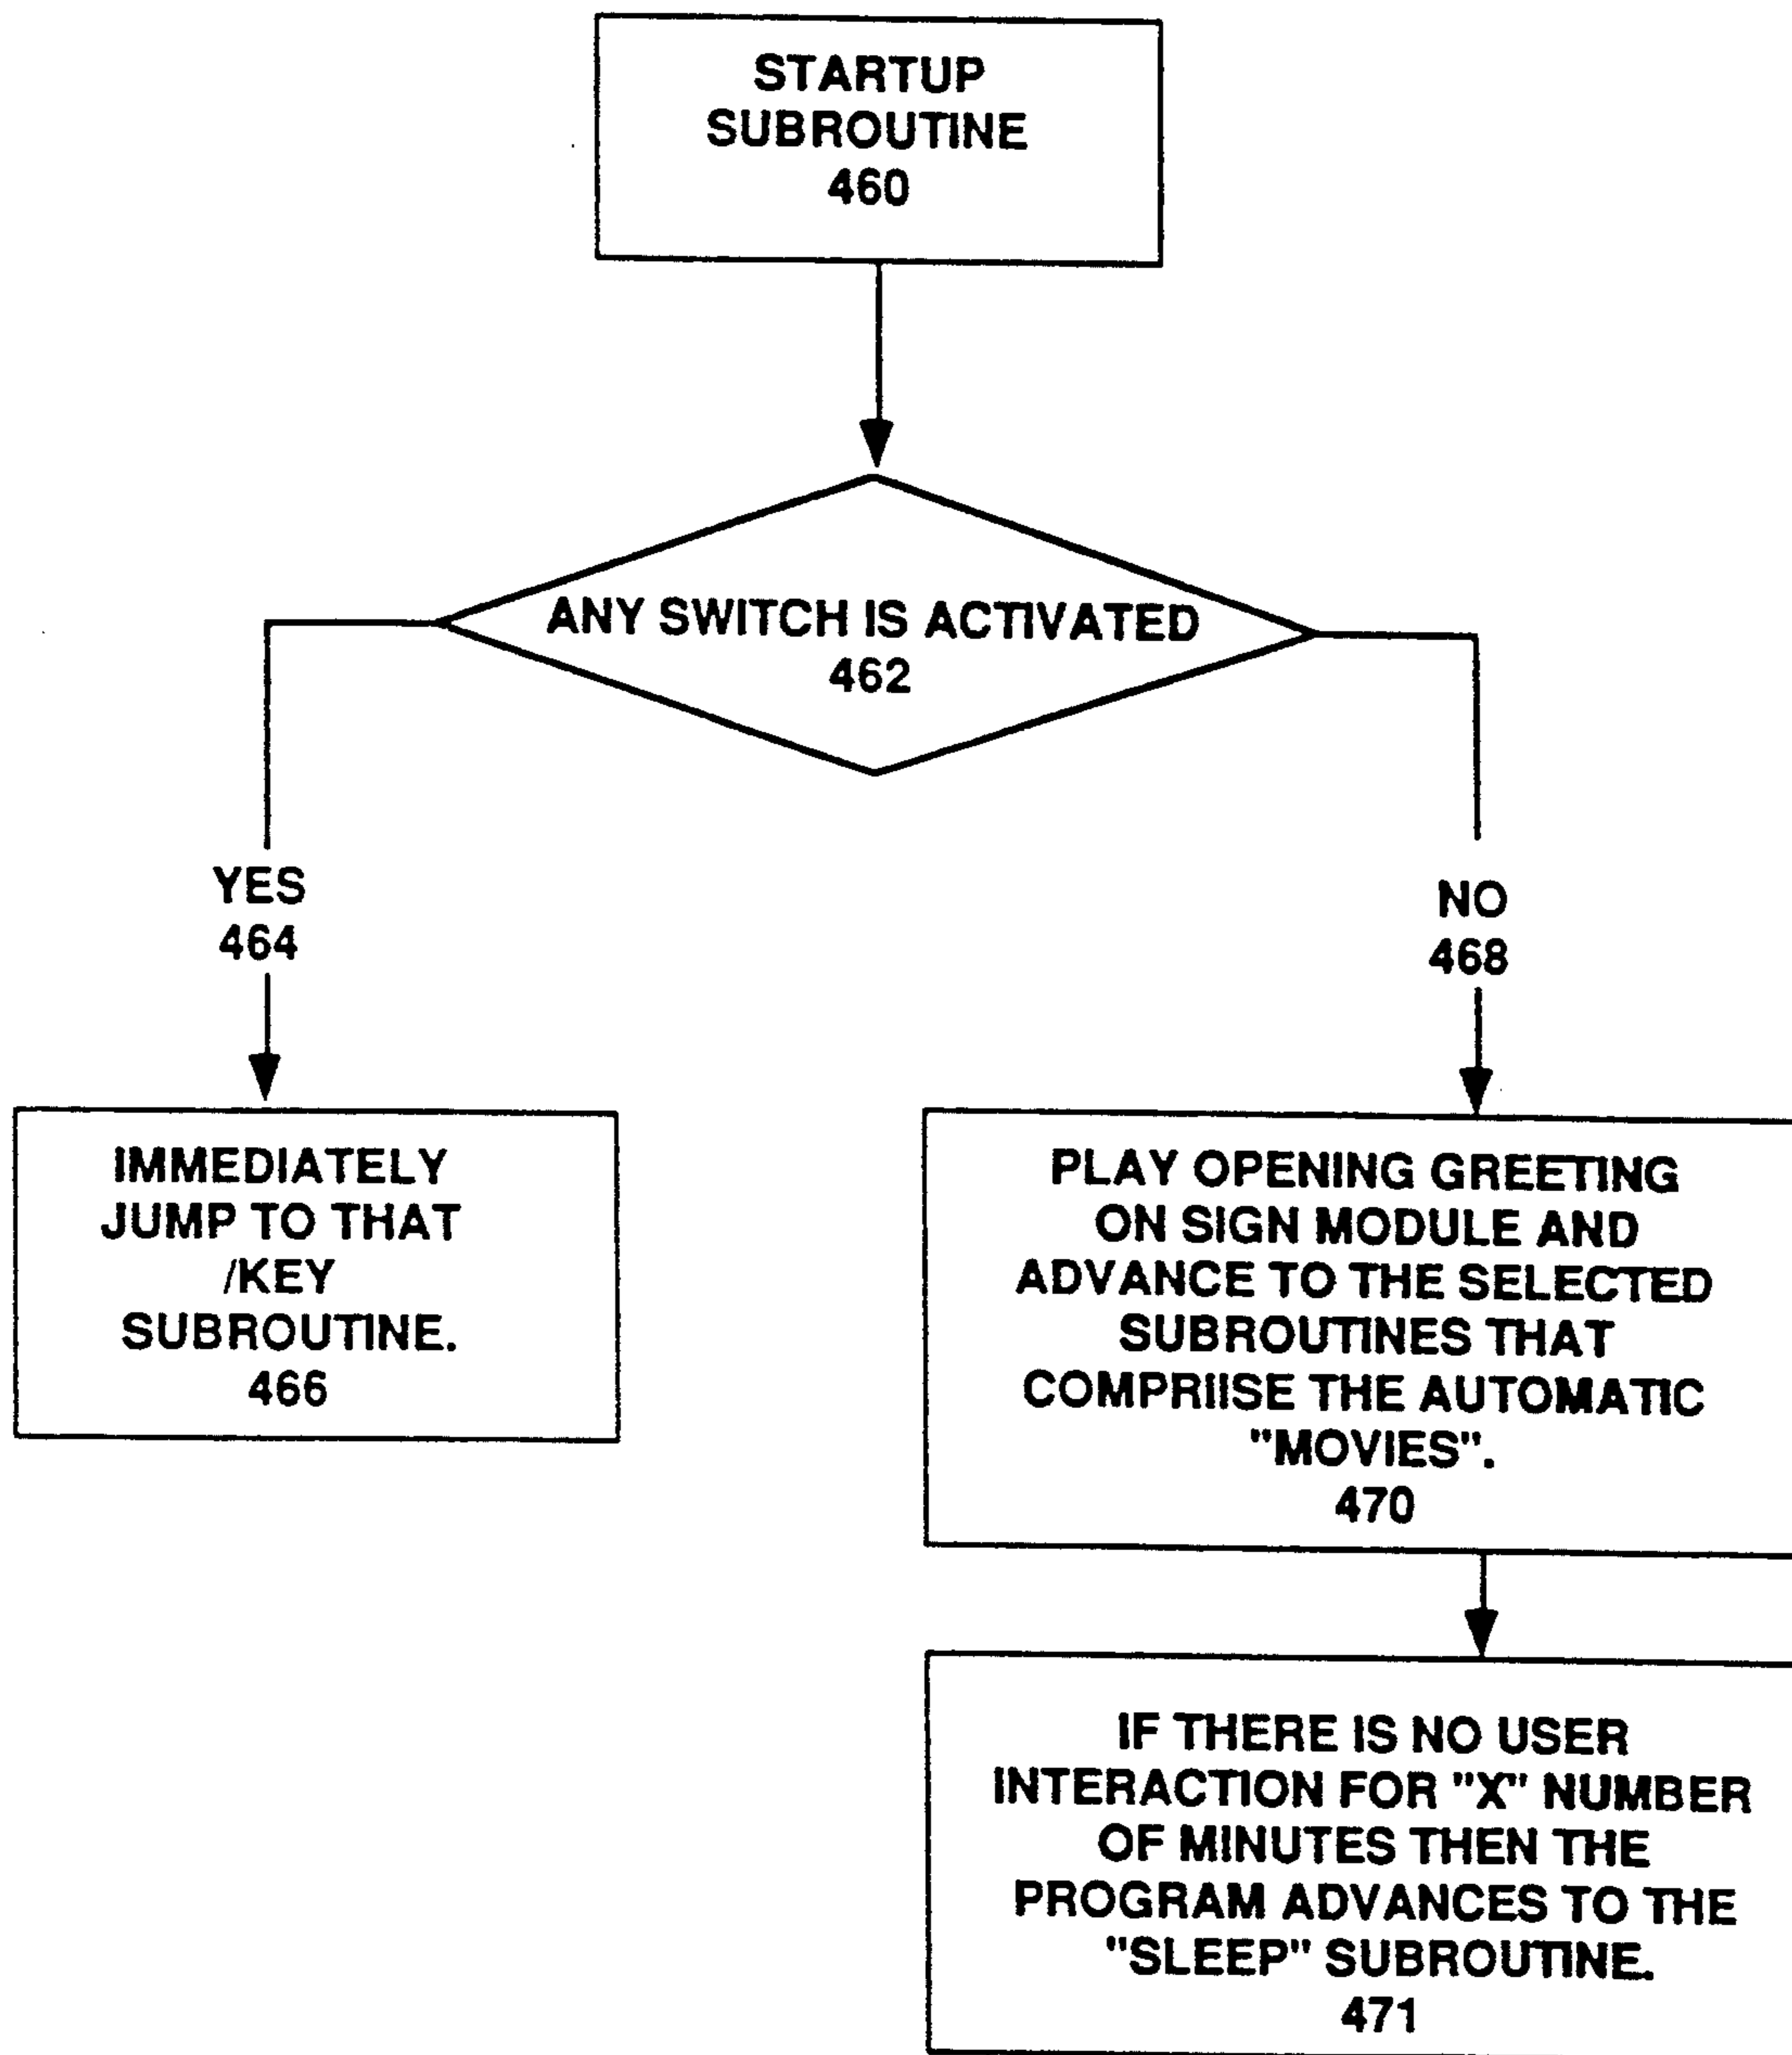 STARTUP
SUBROUTINE
460
ANY SWITCH IS ACTIVATED
462
YES
464
NO
468
IMMEDIATELY
JUMP TO THAT
/KEY
SUBROUTINE.
466
PLAY OPENING GREETING
ON SIGN MODULE AND
ADVANCE TO THE SELECTED
SUBROUTINES THAT
COMPRIISE THE AUTOMATIC
"MOVIES".
470
IF THERE IS NO USER
INTERACTION FOR "X" NUMBER
OF MINUTES THEN THE
PROGRAM ADVANCES TO THE
"SLEEP" SUBROUTINE.
471